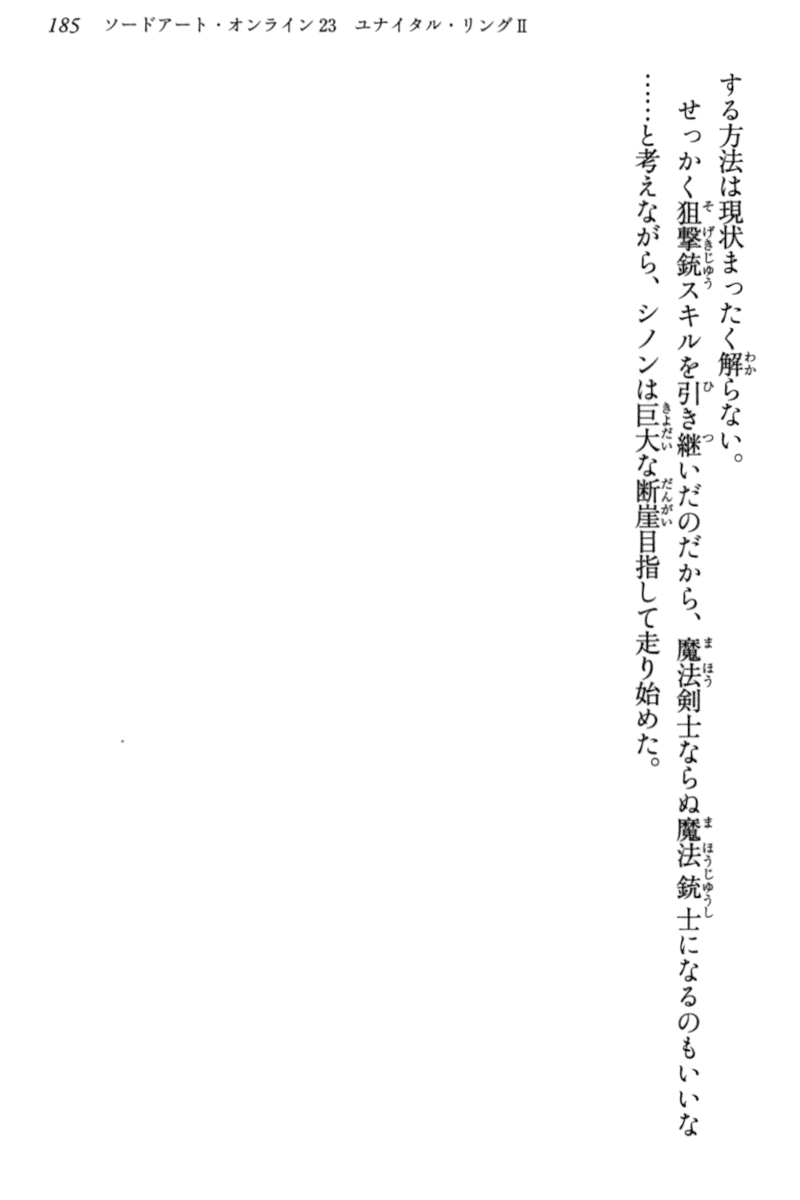 185 ソードアート・オンライン23 ユナイタル・リングⅡ
する方法は現状まったく解らない。
せっかく狙撃銃スキルを引き継いだのだから、魔法剣士ならぬ魔法銃士になるのもいいな
……と考えながら、シノンは巨大な断崖目指して走り始めた。